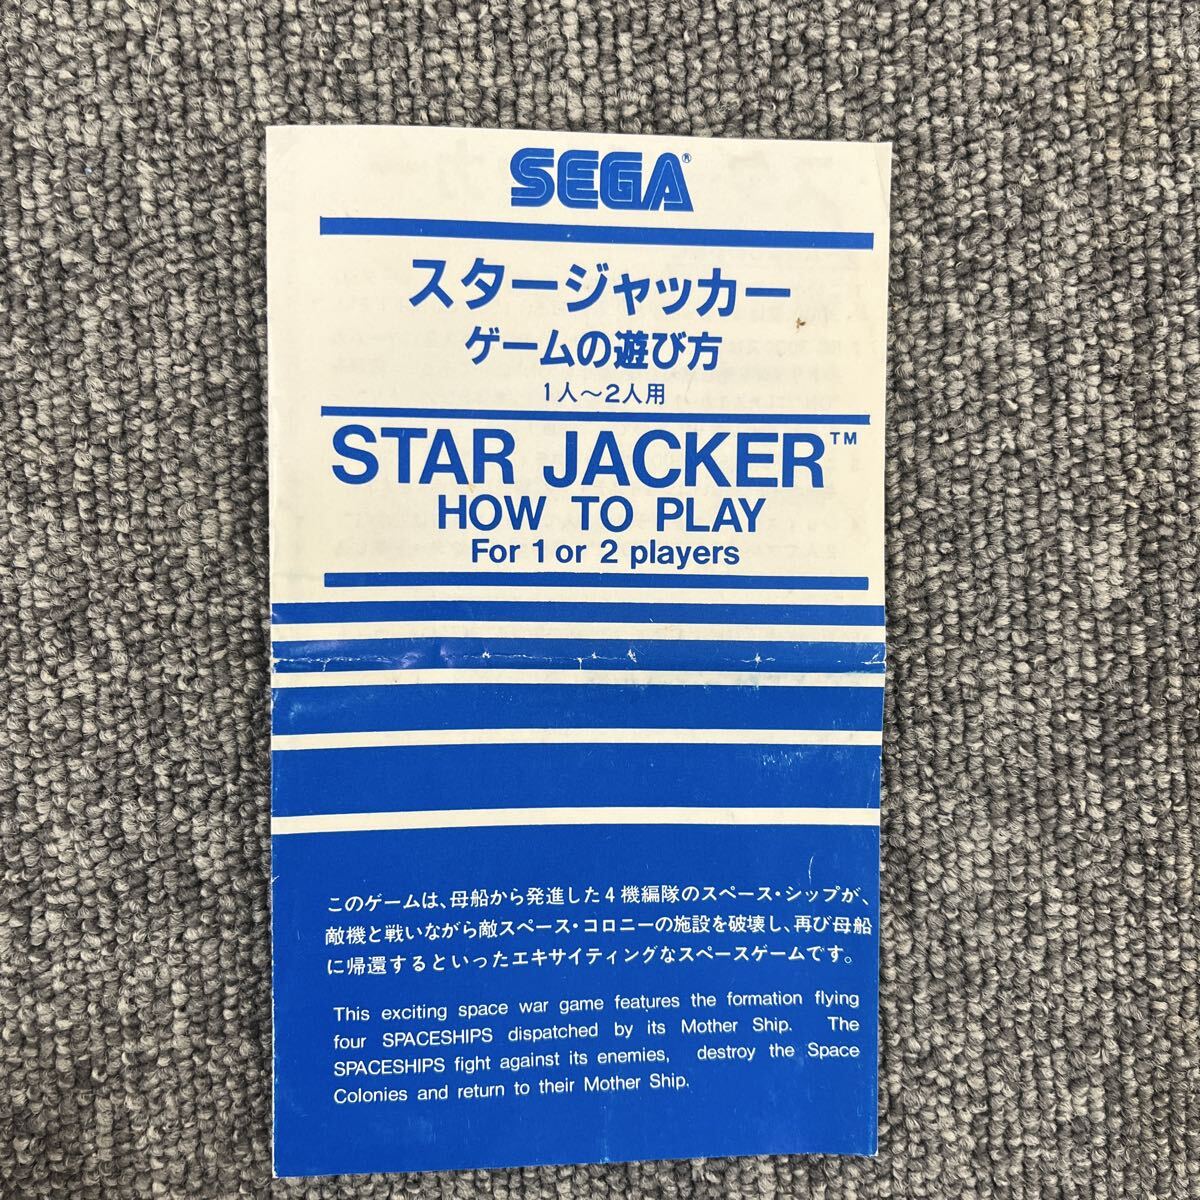 SEGA®
スタージャッカー
ゲームの遊び方
1人～2人用
STAR JACKER™
HOW TO PLAY
For 1 or 2 players
このゲームは、母船から発進した4機編隊のスペース・シップが、
敵機と戦いながら敵スペース・コロニーの施設を破壊し、再び母船
に帰還するといったエキサイティングなスペースゲームです。
This exciting space war game features the formation flying
four SPACESHIPS dispatched by its Mother Ship. The
SPACESHIPS fight against its enemies, destroy the Space
Colonies and return to their Mother Ship.